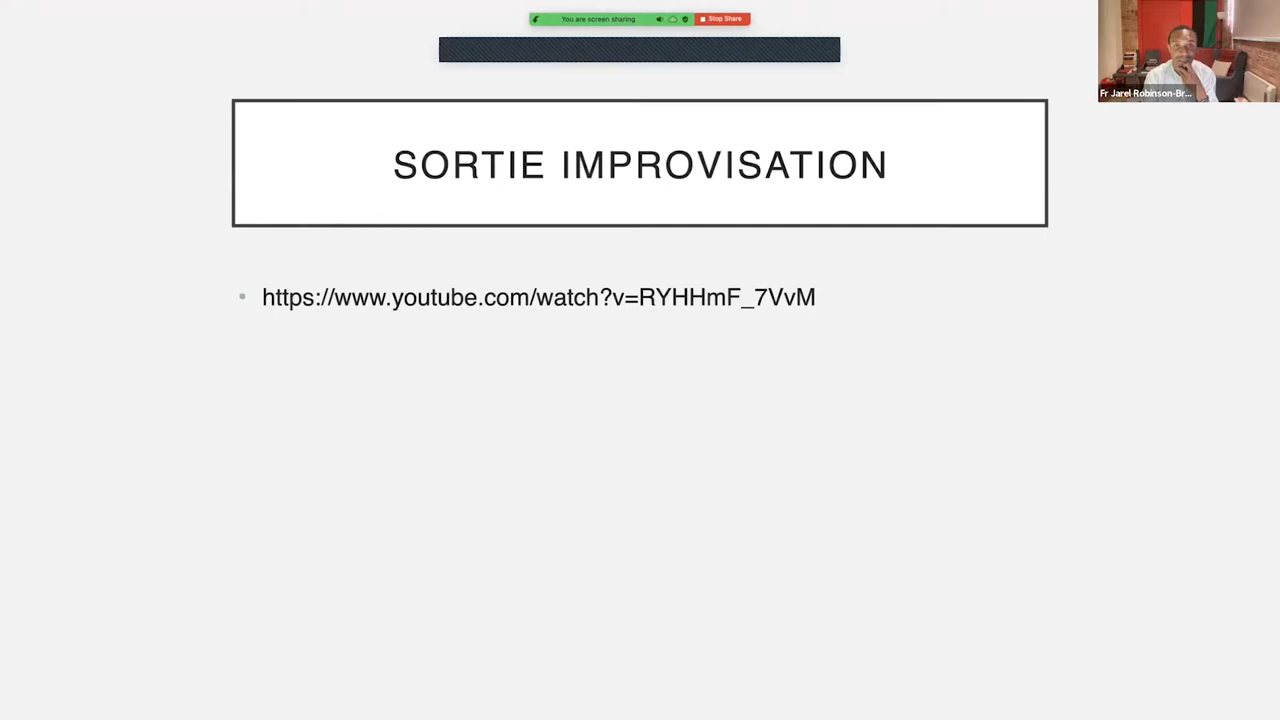 You are screen sharing
Stop Share
Fr Jarel Robinson-Br...
SORTIE IMPROVISATION
• https://www.youtube.com/watch?v=RYHHmF_7VvM